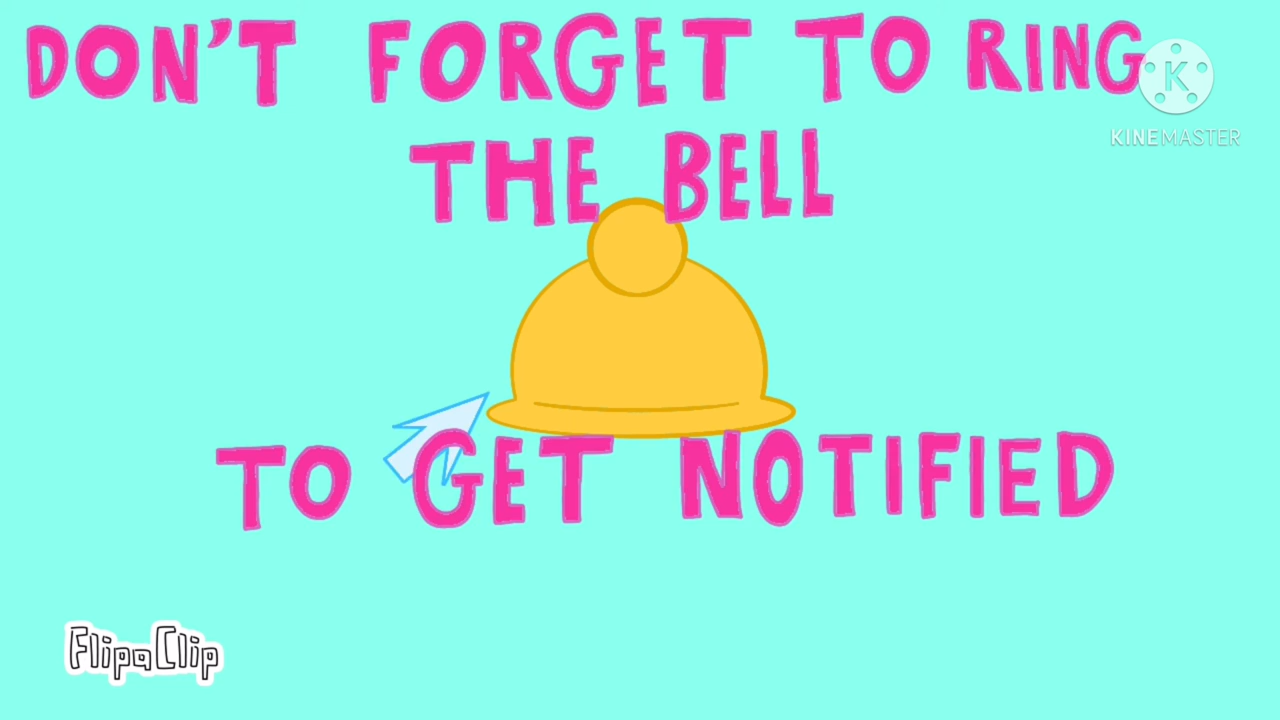 DON'T FORGET TO RING
K
KINEMASTER
THE BELL
TO GET NOTIFIED
FlipaClip